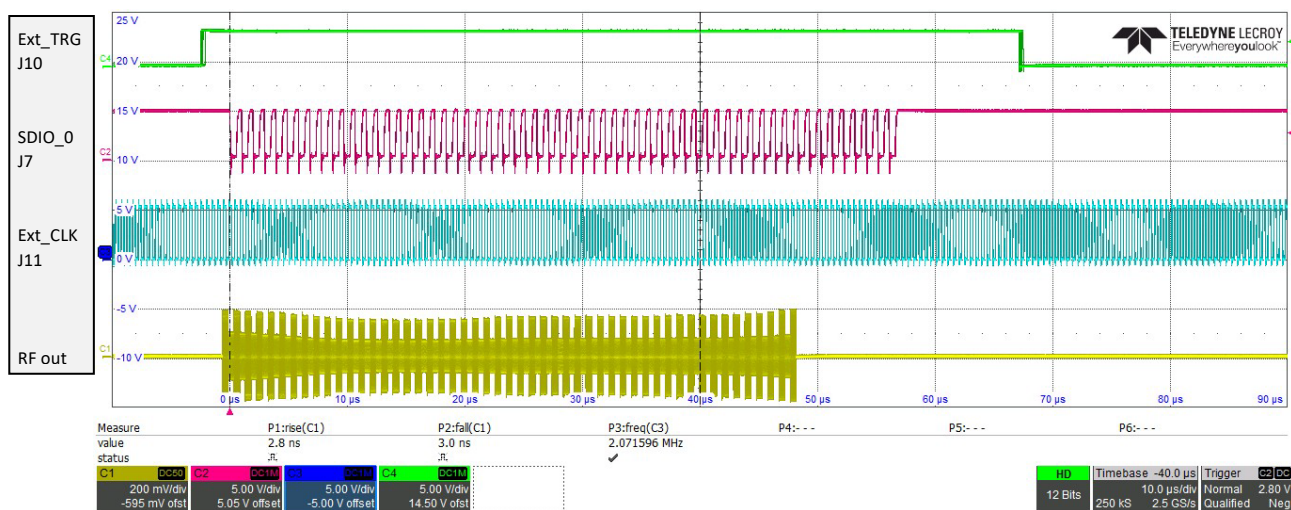 Ext_TRG
J10
SDIO_0
J7
Ext_CLK
J11
RF out
25 V
20 V
15 V
10 V
5 V
0 V
-5 V
-10 V
C4
C2
C1
TELEDYNE LECROY
Everywhereyoulook™
0 µs 10 µs 20 µs 30 µs 40 µs 50 µs 60 µs 70 µs 80 µs 90 µs
Measure P1:rise(C1) P2:fall(C1) P3:freq(C3) P4:- - - P5:- - - P6:- - -
value 2.8 ns 3.0 ns 2.071596 MHz
status
C1 DC50
200 mV/div
-595 mV ofst
C2 DC1M
5.00 V/div
5.05 V offset
C3 DC1M
5.00 V/div
-5.00 V offset
C4 DC1M
5.00 V/div
14.50 V ofst
HD
12 Bits
Timebase -40.0 µs
10.0 µs/div
250 kS 2.5 GS/s
Trigger C2 DC
Normal 2.80 V
Qualified Neg